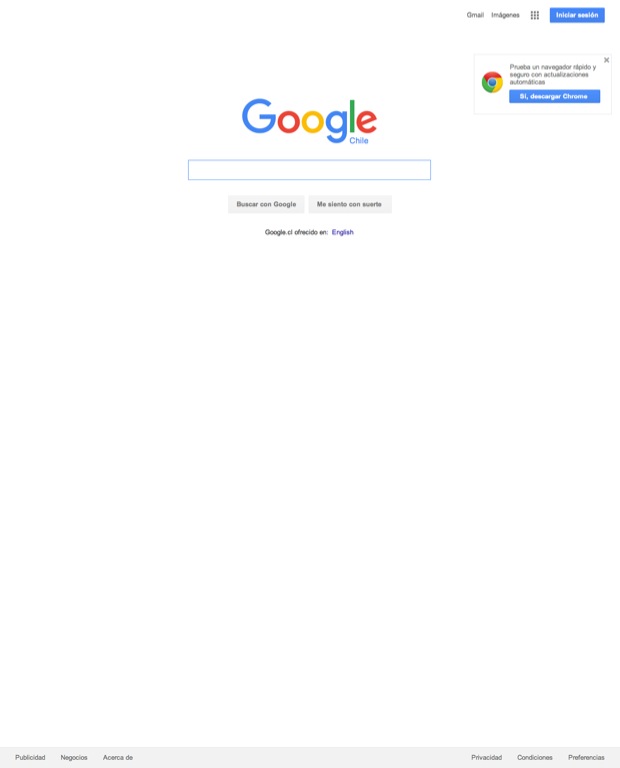 Gmail Imágenes Iniciar sesión
Prueba un navegador rápido y
seguro con actualizaciones
automáticas
Sí, descargar Chrome
Google
Chile
Buscar con Google Me siento con suerte
Google.cl ofrecido en: English
Publicidad Negocios Acerca de Privacidad Condiciones Preferencias